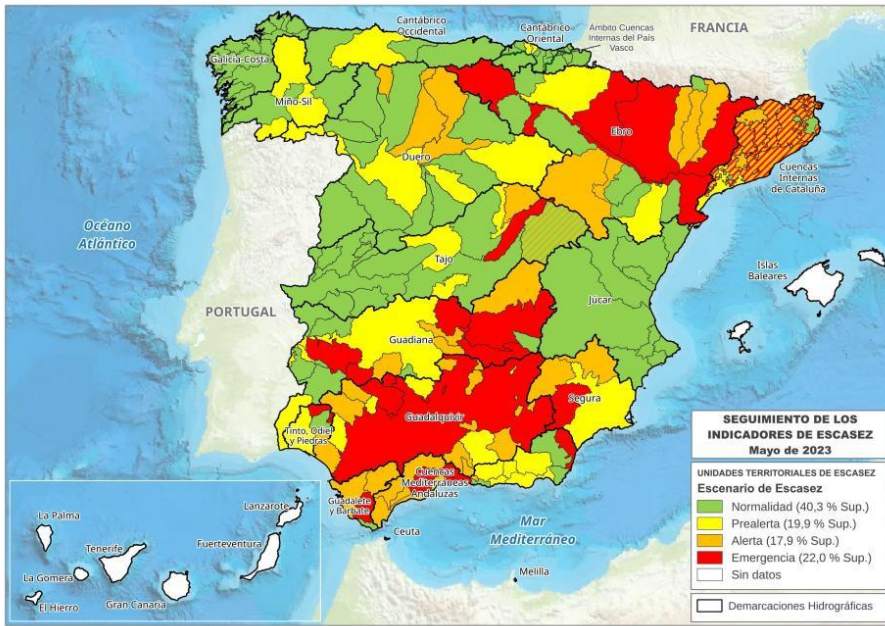 Cantábrico
Occidental
Cantábrico
Oriental
Ámbito Cuencas
Internas del País
Vasco
FRANCIA
Galicia-Costa
Miño-Sil
Ebro
Duero
Cuencas
Internas
de Cataluña
Océano
Atlántico
Islas
Baleares
Tajo
PORTUGAL
Júcar
Guadiana
Segura
Guadalquivir
Tinto, Odiel
y Piedras
Cuencas
Mediterráneas
Andaluzas
Guadalete
y Barbate
Ceuta
Mar
Mediterráneo
Melilla
La Palma
Lanzarote
Tenerife
Fuerteventura
La Gomera
El Hierro
Gran Canaria
SEGUIMIENTO DE LOS
INDICADORES DE ESCASEZ
Mayo de 2023
UNIDADES TERRITORIALES DE ESCASEZ
Escenario de Escasez
Normalidad (40,3 % Sup.)
Prealerta (19,9 % Sup.)
Alerta (17,9 % Sup.)
Emergencia (22,0 % Sup.)
Sin datos
Demarcaciones Hidrográficas